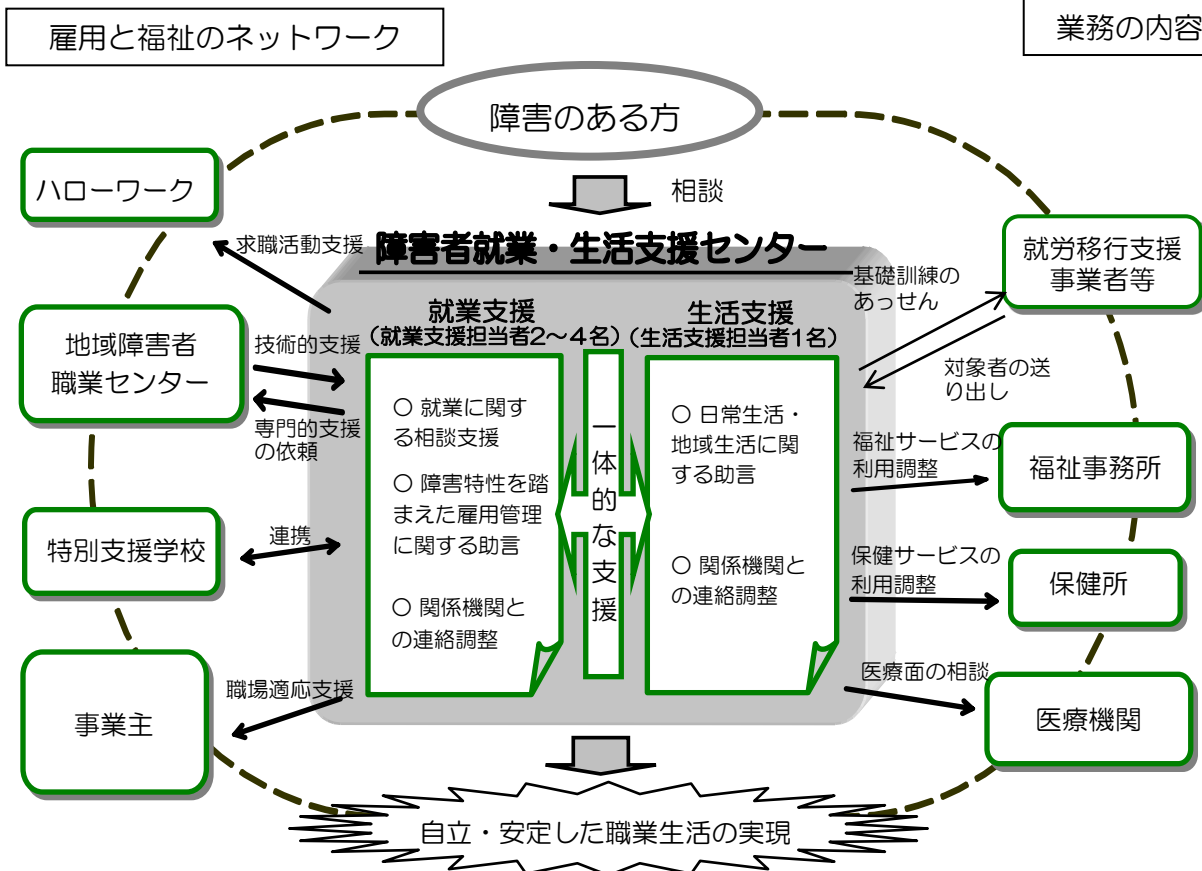 雇用と福祉のネットワーク
業務の内容
障害のある方
相談
ハローワーク
求職活動支援
地域障害者
職業センター
技術的支援
専門的支援
の依頼
特別支援学校
連携
事業主
職場適応支援
障害者就業・生活支援センター
就業支援
(就業支援担当者2~4名)
〇 就業に関す
る相談支援
〇 障害特性を踏
まえた雇用管理
に関する助言
〇 関係機関と
の連絡調整
一体的な支援
生活支援
(生活支援担当者1名)
〇 日常生活・
地域生活に関
する助言
〇 関係機関と
の連絡調整
基礎訓練の
あっせん
対象者の送
り出し
就労移行支援
事業者等
福祉サービスの
利用調整
福祉事務所
保健サービスの
利用調整
保健所
医療面の相談
医療機関
自立・安定した職業生活の実現